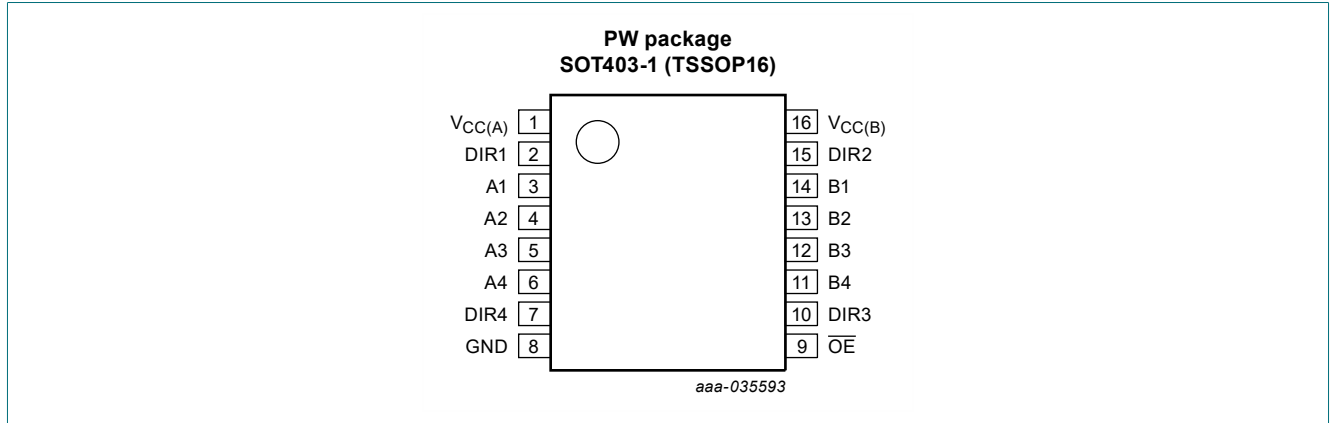 PW package
SOT403-1 (TSSOP16)
VCC(A) 1 16 VCC(B)
DIR1 2 15 DIR2
A1 3 14 B1
A2 4 13 B2
A3 5 12 B3
A4 6 11 B4
DIR4 7 10 DIR3
GND 8 9 O̅E̅
aaa-035593